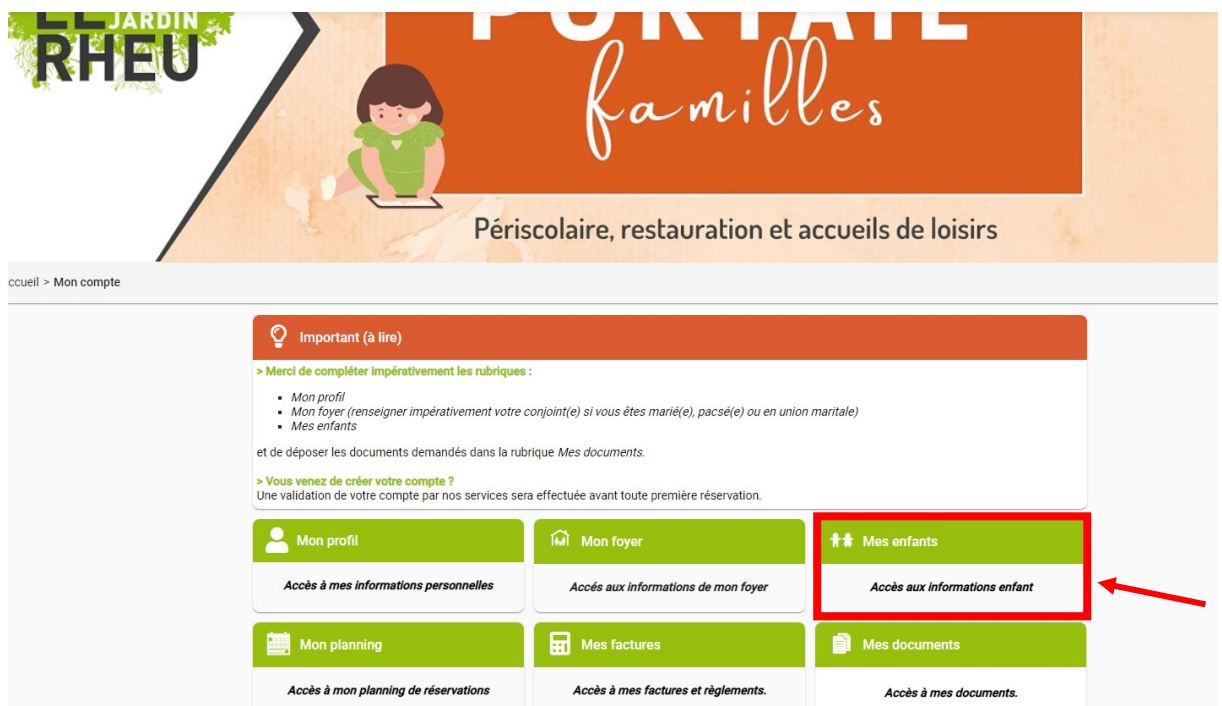 JARDIN
RHEU
familles
Périscolaire, restauration et accueils de loisirs
ccueil > Mon compte
Important (à lire)
> Merci de compléter impérativement les rubriques :
▪ Mon profil
▪ Mon foyer (renseigner impérativement votre conjoint(e) si vous êtes marié(e), pacsé(e) ou en union maritale)
▪ Mes enfants
et de déposer les documents demandés dans la rubrique Mes documents.
> Vous venez de créer votre compte ?
Une validation de votre compte par nos services sera effectuée avant toute première réservation.
Mon profil
Accès à mes informations personnelles
Mon foyer
Accés aux informations de mon foyer
Mes enfants
Accès aux informations enfant
Mon planning
Accès à mon planning de réservations
Mes factures
Accès à mes factures et règlements.
Mes documents
Accès à mes documents.